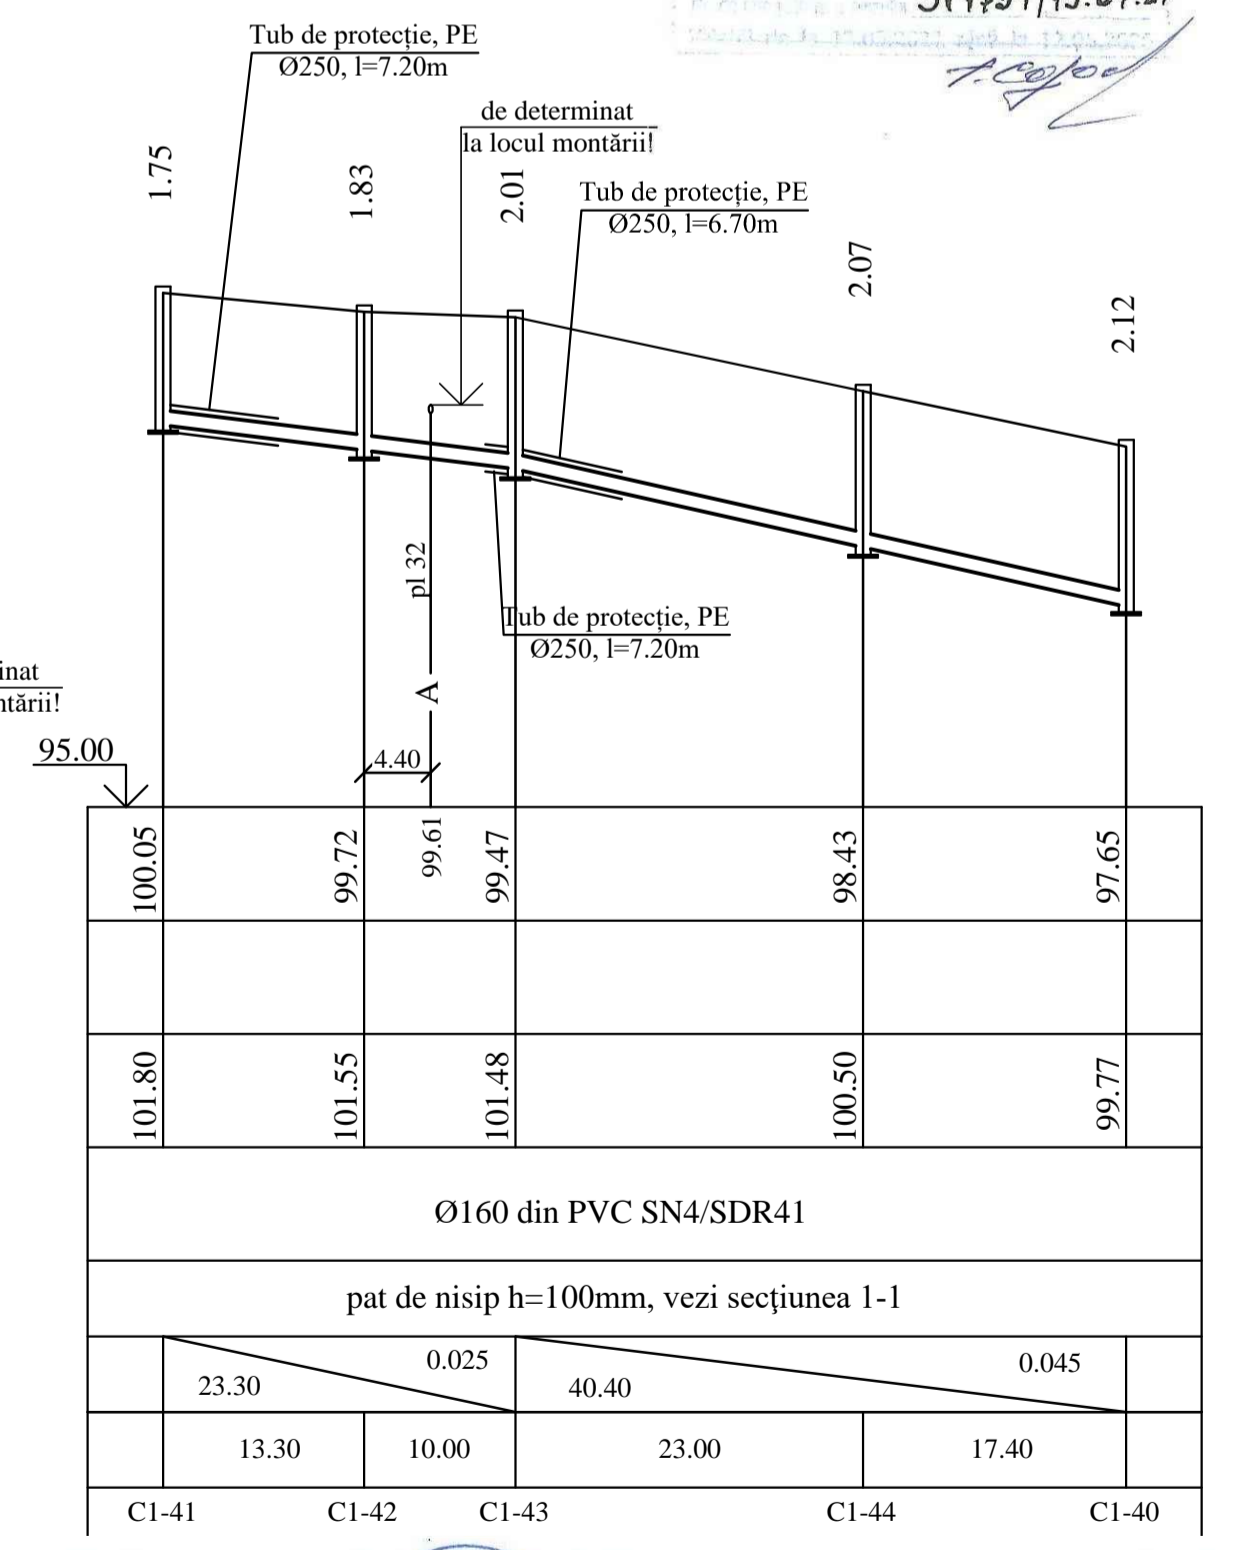 Tub de protecție, PE
Ø250, l=7.20m
de determinat
la locul montării!
1.75
1.83
2.01
Tub de protecție, PE
Ø250, l=6.70m
2.07
2.12
pl 32
Tub de protecție, PE
Ø250, l=7.20m
A
inat
ntării!
95.00
4.40
100.05
99.72
99.61
99.47
98.43
97.65
101.80
101.55
101.48
100.50
99.77
Ø160 din PVC SN4/SDR41
pat de nisip h=100mm, vezi secţiunea 1-1
23.30 0.025 40.40 0.045
13.30 10.00 23.00 17.40
C1-41 C1-42 C1-43 C1-44 C1-40